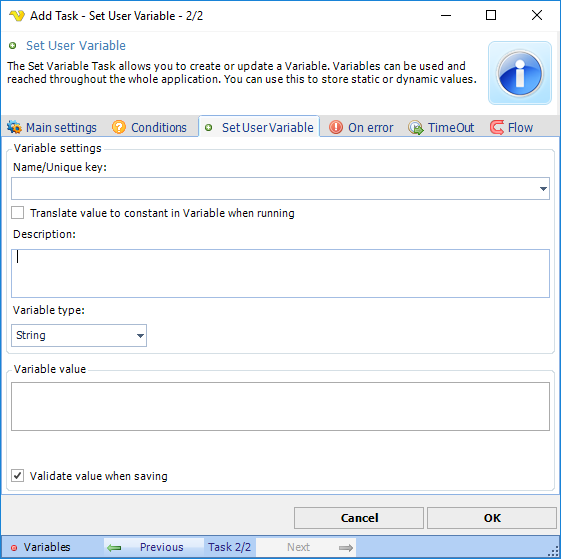 Add Task - Set User Variable - 2/2
Set User Variable
The Set Variable Task allows you to create or update a Variable. Variables can be used and
reached throughout the whole application. You can use this to store static or dynamic values.
Main settings Conditions Set User Variable On error TimeOut Flow
Variable settings
Name/Unique key:
Translate value to constant in Variable when running
Description:
Variable type:
String
Variable value
Validate value when saving
Cancel OK
Variables Previous Task 2/2 Next